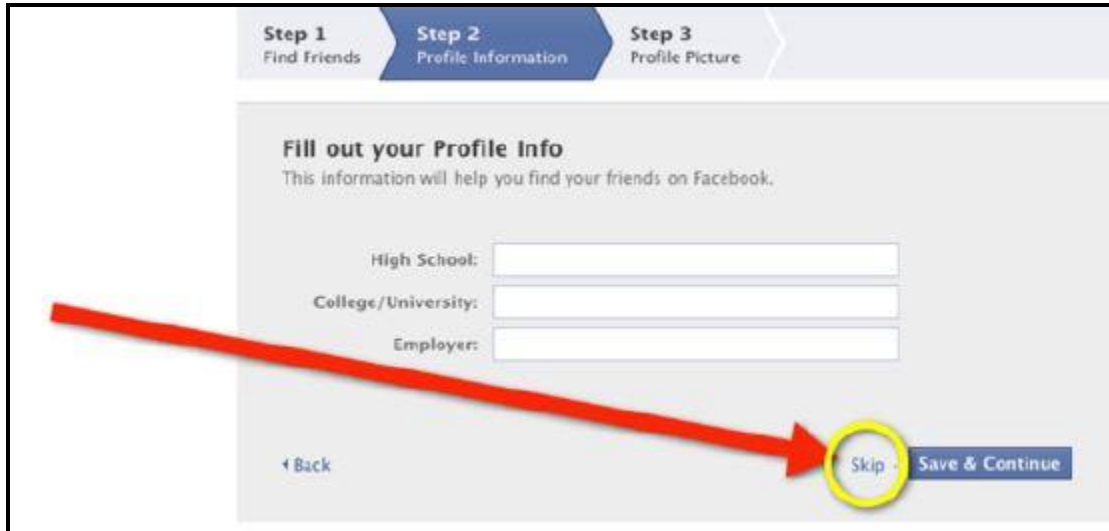 Step 1
Find Friends
Step 2
Profile Information
Step 3
Profile Picture
Fill out your Profile Info
This information will help you find your friends on Facebook.
High School:
College/University:
Employer:
Back
Skip · Save & Continue